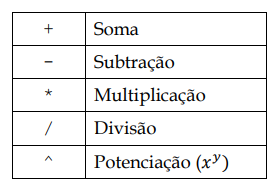 + Soma
− Subtração
* Multiplicação
/ Divisão
^ Potenciação (x^y)